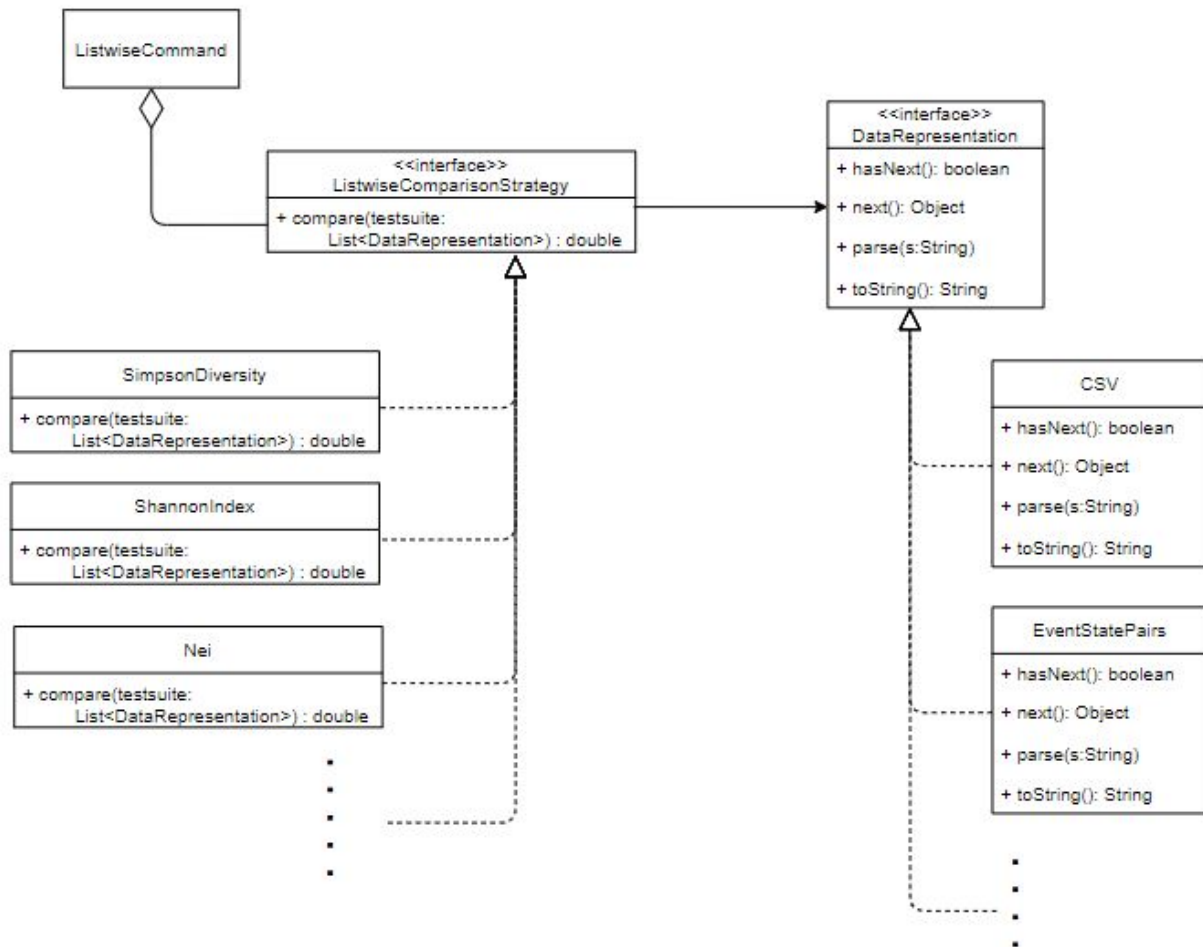 ListwiseCommand
<<interface>>
ListwiseComparisonStrategy
+ compare(testsuite:
List<DataRepresentation>) : double
<<interface>>
DataRepresentation
+ hasNext(): boolean
+ next(): Object
+ parse(s:String)
+ toString(): String
SimpsonDiversity
+ compare(testsuite:
List<DataRepresentation>) : double
ShannonIndex
+ compare(testsuite:
List<DataRepresentation>) : double
Nei
+ compare(testsuite:
List<DataRepresentation>) : double
CSV
+ hasNext(): boolean
+ next(): Object
+ parse(s:String)
+ toString(): String
EventStatePairs
+ hasNext(): boolean
+ next(): Object
+ parse(s:String)
+ toString(): String